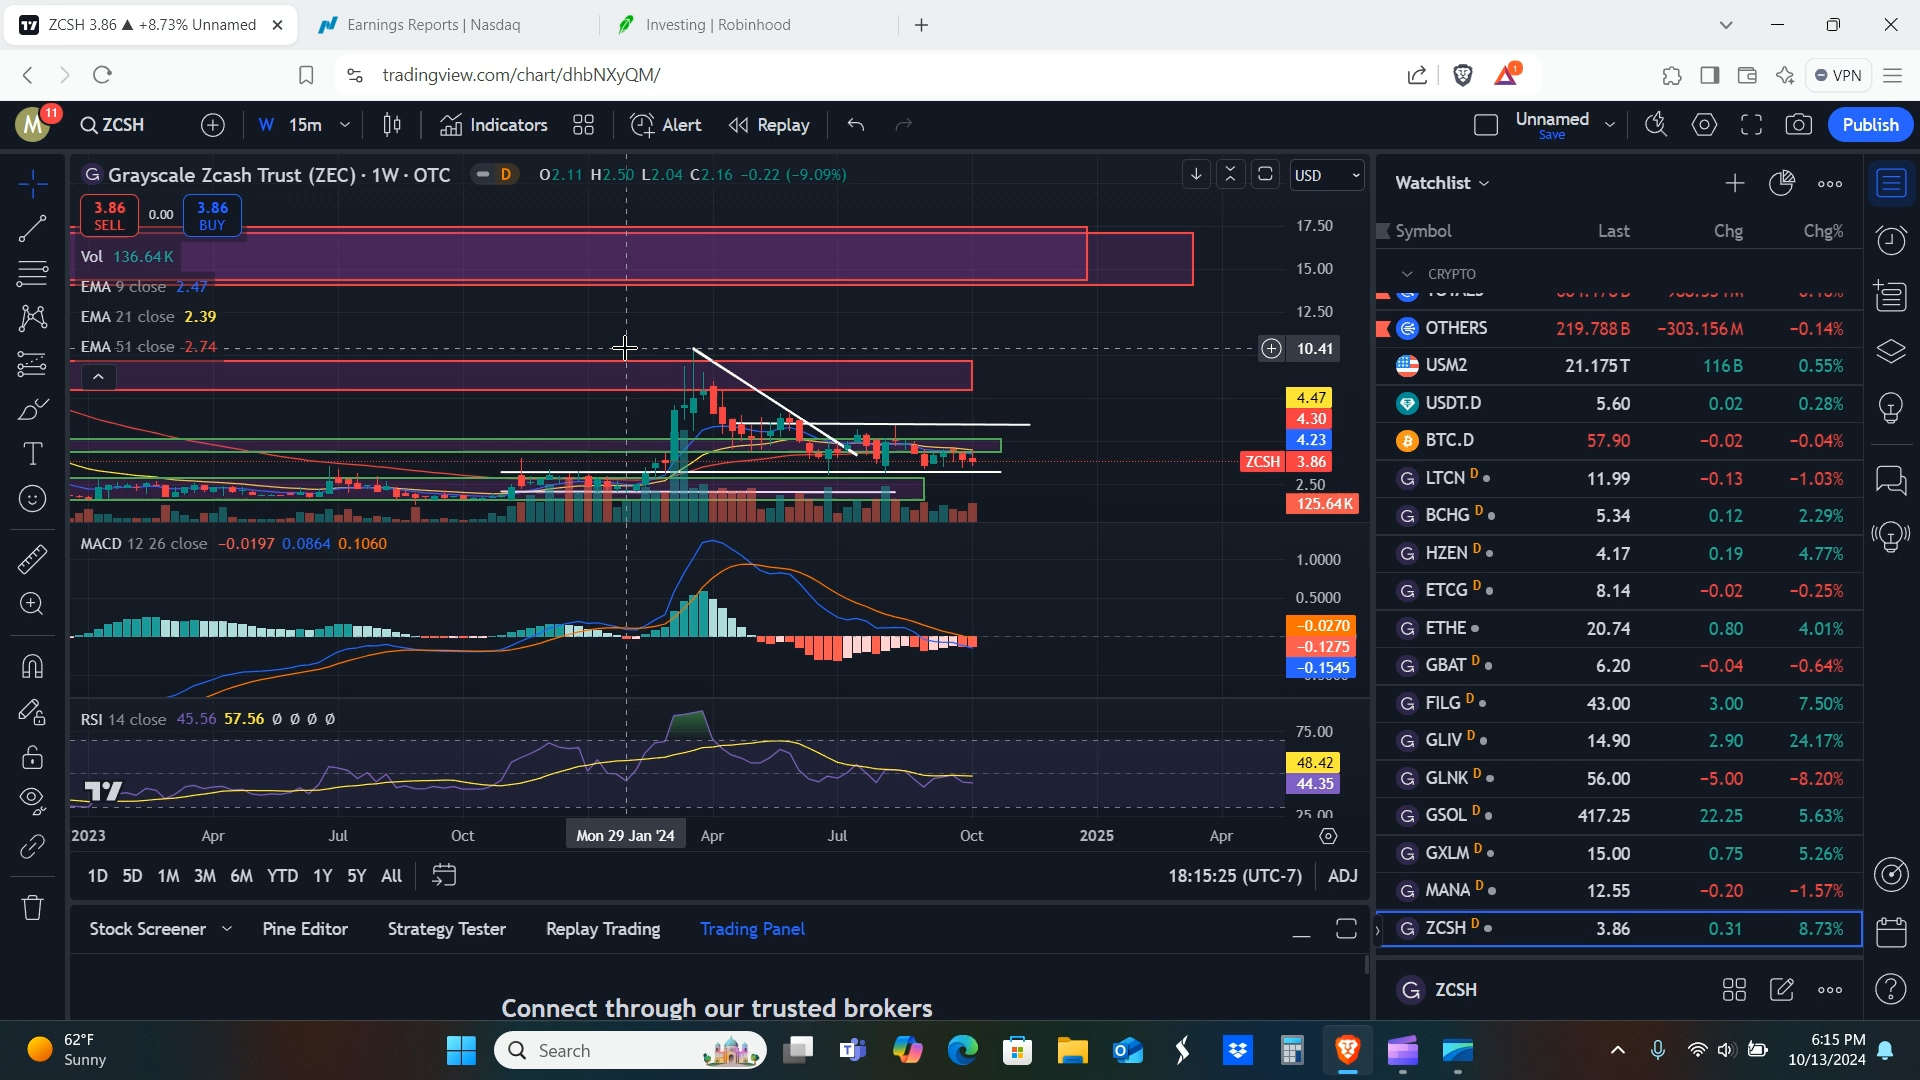 ZCSH 3.86 ▲ +8.73% Unnamed
Earnings Reports | Nasdaq
Investing | Robinhood
tradingview.com/chart/dhbNXyQM/
1
VPN
M 11
ZCSH
W 15m
Indicators
Alert
Replay
Unnamed
Save
Publish
Grayscale Zcash Trust (ZEC) · 1W · OTC
D
O2.11 H2.50 L2.04 C2.16 −0.22 (−9.09%)
USD
3.86
SELL
0.00
3.86
BUY
Vol 136.64K
EMA 9 close 2.47
EMA 21 close 2.39
EMA 51 close 2.74
17.50
15.00
12.50
10.41
4.47
4.30
4.23
ZCSH 3.86
2.50
125.64K
MACD 12 26 close −0.0197 0.0864 0.1060
1.0000
0.5000
−0.0270
−0.1275
−0.1545
RSI 14 close 45.56 57.56 Ø Ø Ø Ø
75.00
48.42
44.35
25.00
2023 Apr Jul Oct Mon 29 Jan '24 Apr Jul Oct 2025 Apr
1D 5D 1M 3M 6M YTD 1Y 5Y All
18:15:25 (UTC-7) ADJ
Stock Screener Pine Editor Strategy Tester Replay Trading Trading Panel
Connect through our trusted brokers
Watchlist
Symbol Last Chg Chg%
CRYPTO
OTHERS 219.788B −303.156M −0.14%
USM2 21.175T 116B 0.55%
USDT.D 5.60 0.02 0.28%
BTC.D 57.90 −0.02 −0.04%
LTCN D 11.99 −0.13 −1.03%
BCHG D 5.34 0.12 2.29%
HZEN D 4.17 0.19 4.77%
ETCG D 8.14 −0.02 −0.25%
ETHE 20.74 0.80 4.01%
GBAT D 6.20 −0.04 −0.64%
FILG D 43.00 3.00 7.50%
GLIV D 14.90 2.90 24.17%
GLNK D 56.00 −5.00 −8.20%
GSOL D 417.25 22.25 5.63%
GXLM D 15.00 0.75 5.26%
MANA D 12.55 −0.20 −1.57%
ZCSH D 3.86 0.31 8.73%
ZCSH
62°F
Sunny
Search
6:15 PM
10/13/2024